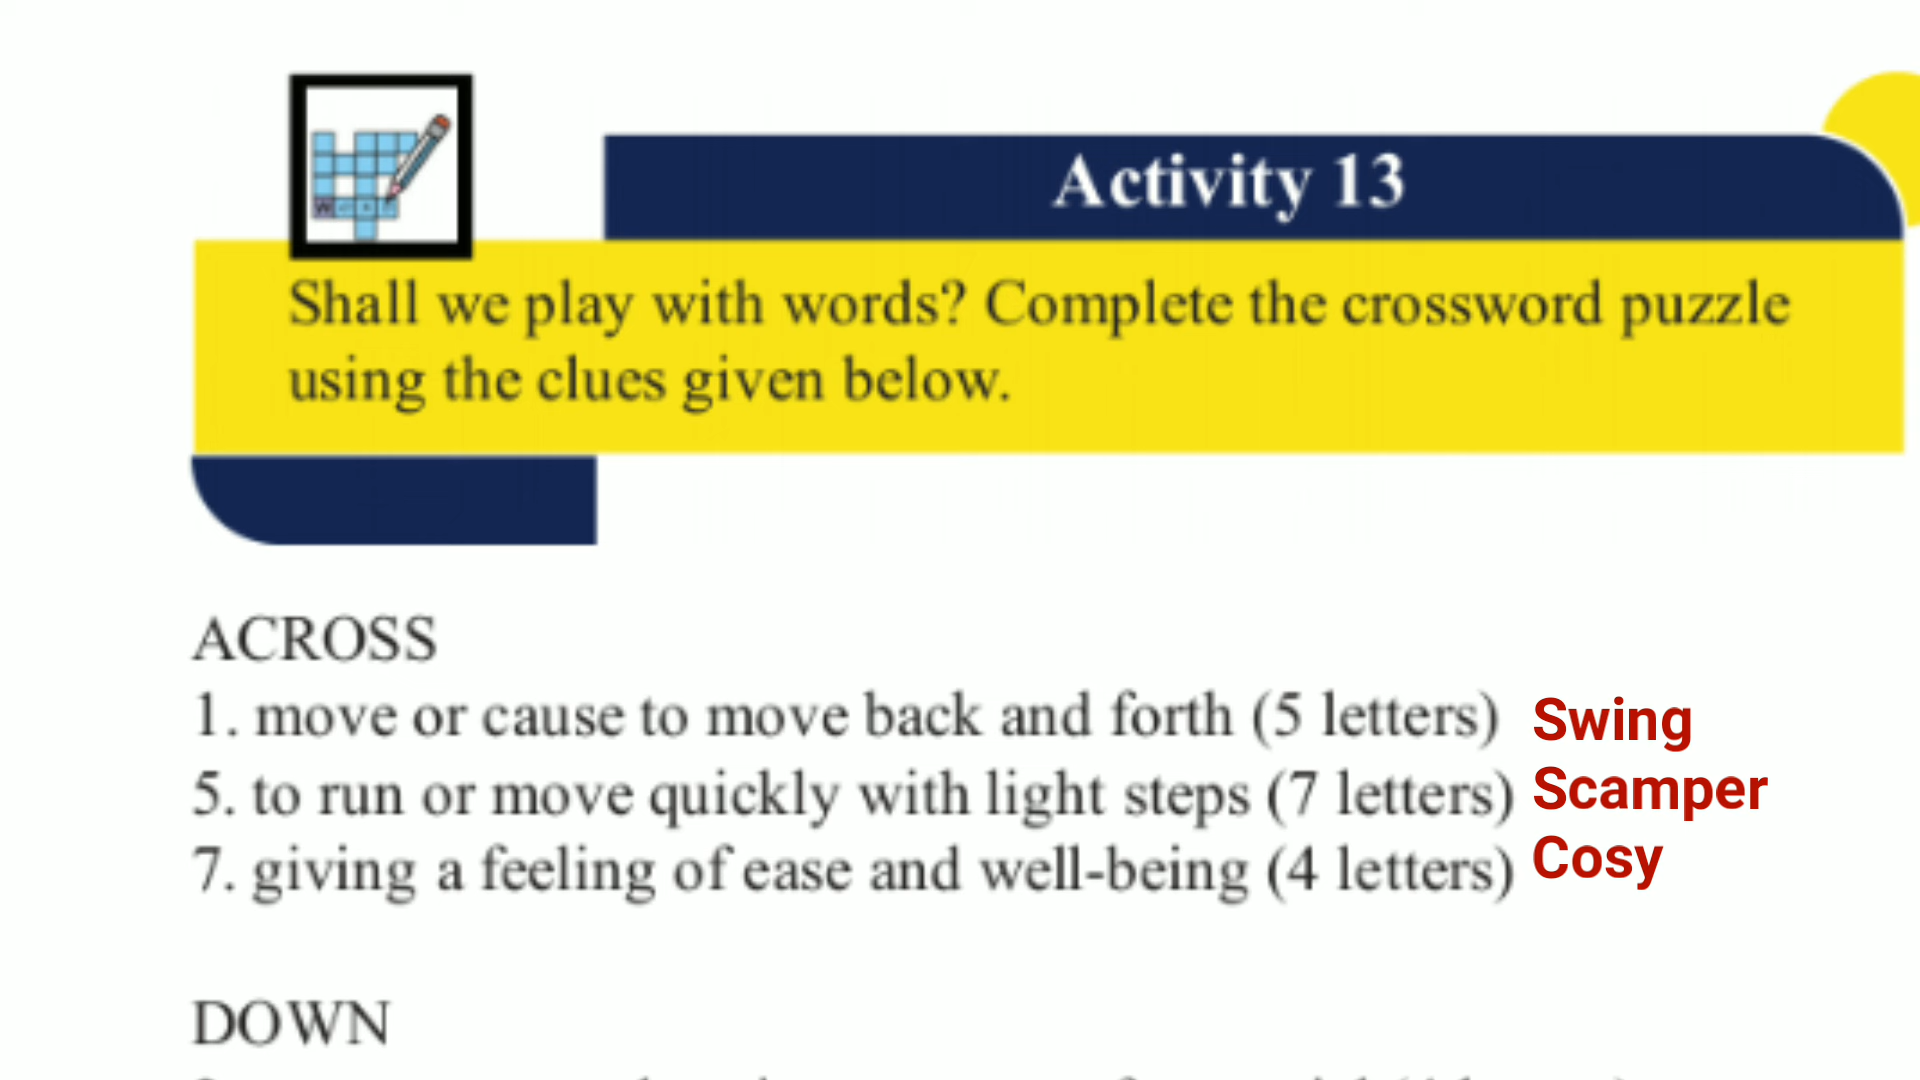 Activity 13
Shall we play with words? Complete the crossword puzzle
using the clues given below.
ACROSS
1. move or cause to move back and forth (5 letters) Swing
5. to run or move quickly with light steps (7 letters) Scamper
7. giving a feeling of ease and well-being (4 letters) Cosy
DOWN